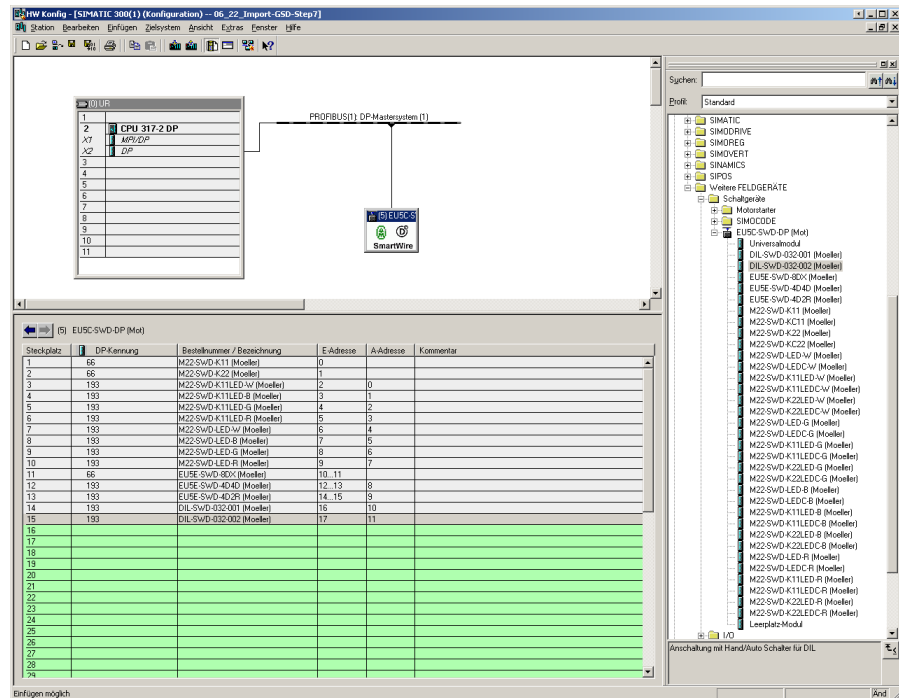 HW Konfig - [SIMATIC 300(1) (Konfiguration) -- 06_22_Import-GSD-Step7]
Station Bearbeiten Einfügen Zielsystem Ansicht Extras Fenster Hilfe
(0) UR
1
2 CPU 317-2 DP
X1 MPI/DP
X2 DP
3
4
5
6
7
8
9
10
11
PROFIBUS(1): DP-Mastersystem (1)
(5) EU5C-S
SmartWire
(5) EU5C-SWD-DP (Mot)
Steckplatz DP-Kennung Bestellnummer / Bezeichnung E-Adresse A-Adresse Kommentar
1 66 M22-SWD-K11 (Moeller) 0
2 66 M22-SWD-K22 (Moeller) 1
3 193 M22-SWD-K11LED-W (Moeller) 2 0
4 193 M22-SWD-K11LED-B (Moeller) 3 1
5 193 M22-SWD-K11LED-G (Moeller) 4 2
6 193 M22-SWD-K11LED-R (Moeller) 5 3
7 193 M22-SWD-LED-W (Moeller) 6 4
8 193 M22-SWD-LED-B (Moeller) 7 5
9 193 M22-SWD-LED-G (Moeller) 8 6
10 193 M22-SWD-LED-R (Moeller) 9 7
11 66 EU5E-SWD-8DX (Moeller) 10...11
12 193 EU5E-SWD-4D4D (Moeller) 12...13 8
13 193 EU5E-SWD-4D2R (Moeller) 14...15 9
14 193 DIL-SWD-032-001 (Moeller) 16 10
15 193 DIL-SWD-032-002 (Moeller) 17 11
16
17
18
19
20
21
22
23
24
25
26
27
28
29
Suchen:
Profil: Standard
SIMATIC
SIMODRIVE
SIMOREG
SIMOVERT
SINAMICS
SIPOS
Weitere FELDGERÄTE
Schaltgeräte
Motorstarter
SIMOCODE
EU5C-SWD-DP (Mot)
Universalmodul
DIL-SWD-032-001 (Moeller)
DIL-SWD-032-002 (Moeller)
EU5E-SWD-8DX (Moeller)
EU5E-SWD-4D4D (Moeller)
EU5E-SWD-4D2R (Moeller)
M22-SWD-K11 (Moeller)
M22-SWD-KC11 (Moeller)
M22-SWD-K22 (Moeller)
M22-SWD-KC22 (Moeller)
M22-SWD-LED-W (Moeller)
M22-SWD-LEDC-W (Moeller)
M22-SWD-K11LED-W (Moeller)
M22-SWD-K11LEDC-W (Moeller)
M22-SWD-K22LED-W (Moeller)
M22-SWD-K22LEDC-W (Moeller)
M22-SWD-LED-G (Moeller)
M22-SWD-LEDC-G (Moeller)
M22-SWD-K11LED-G (Moeller)
M22-SWD-K11LEDC-G (Moeller)
M22-SWD-K22LED-G (Moeller)
M22-SWD-K22LEDC-G (Moeller)
M22-SWD-LED-B (Moeller)
M22-SWD-LEDC-B (Moeller)
M22-SWD-K11LED-B (Moeller)
M22-SWD-K11LEDC-B (Moeller)
M22-SWD-K22LED-B (Moeller)
M22-SWD-K22LEDC-B (Moeller)
M22-SWD-LED-R (Moeller)
M22-SWD-LEDC-R (Moeller)
M22-SWD-K11LED-R (Moeller)
M22-SWD-K11LEDC-R (Moeller)
M22-SWD-K22LED-R (Moeller)
M22-SWD-K22LEDC-R (Moeller)
Leerplatz-Modul
I/O
Anschaltung mit Hand/Auto Schalter für DIL
Einfügen möglich
Änd